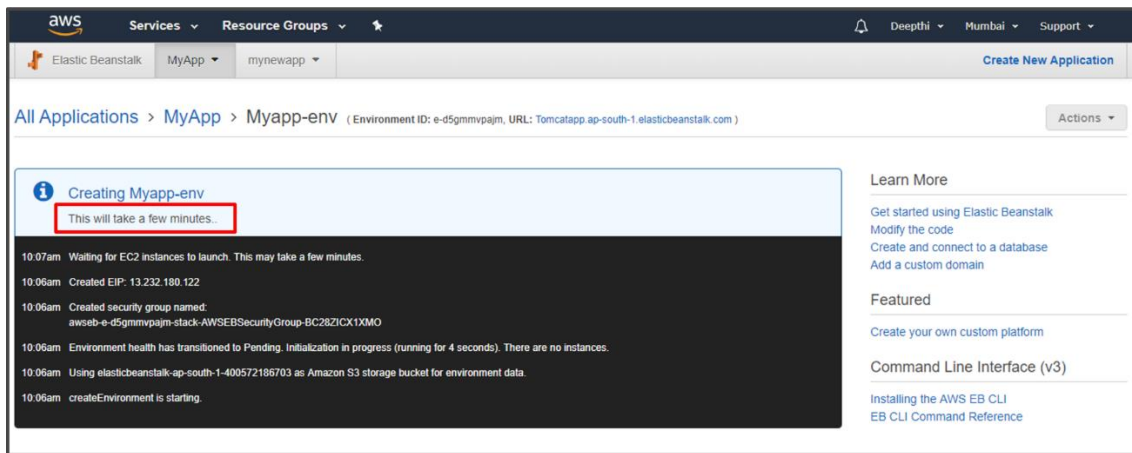 aws Services Resource Groups Deepthi Mumbai Support
Elastic Beanstalk MyApp mynewapp Create New Application
All Applications > MyApp > Myapp-env ( Environment ID: e-d5gmmvpajm, URL: Tomcatapp.ap-south-1.elasticbeanstalk.com )
Actions
Creating Myapp-env
This will take a few minutes..
10:07am Waiting for EC2 instances to launch. This may take a few minutes.
10:06am Created EIP: 13.232.180.122
10:06am Created security group named:
awseb-e-d5gmmvpajm-stack-AWSEBSecurityGroup-BC28ZICX1XMO
10:06am Environment health has transitioned to Pending. Initialization in progress (running for 4 seconds). There are no instances.
10:06am Using elasticbeanstalk-ap-south-1-400572186703 as Amazon S3 storage bucket for environment data.
10:06am createEnvironment is starting.
Learn More
Get started using Elastic Beanstalk
Modify the code
Create and connect to a database
Add a custom domain
Featured
Create your own custom platform
Command Line Interface (v3)
Installing the AWS EB CLI
EB CLI Command Reference